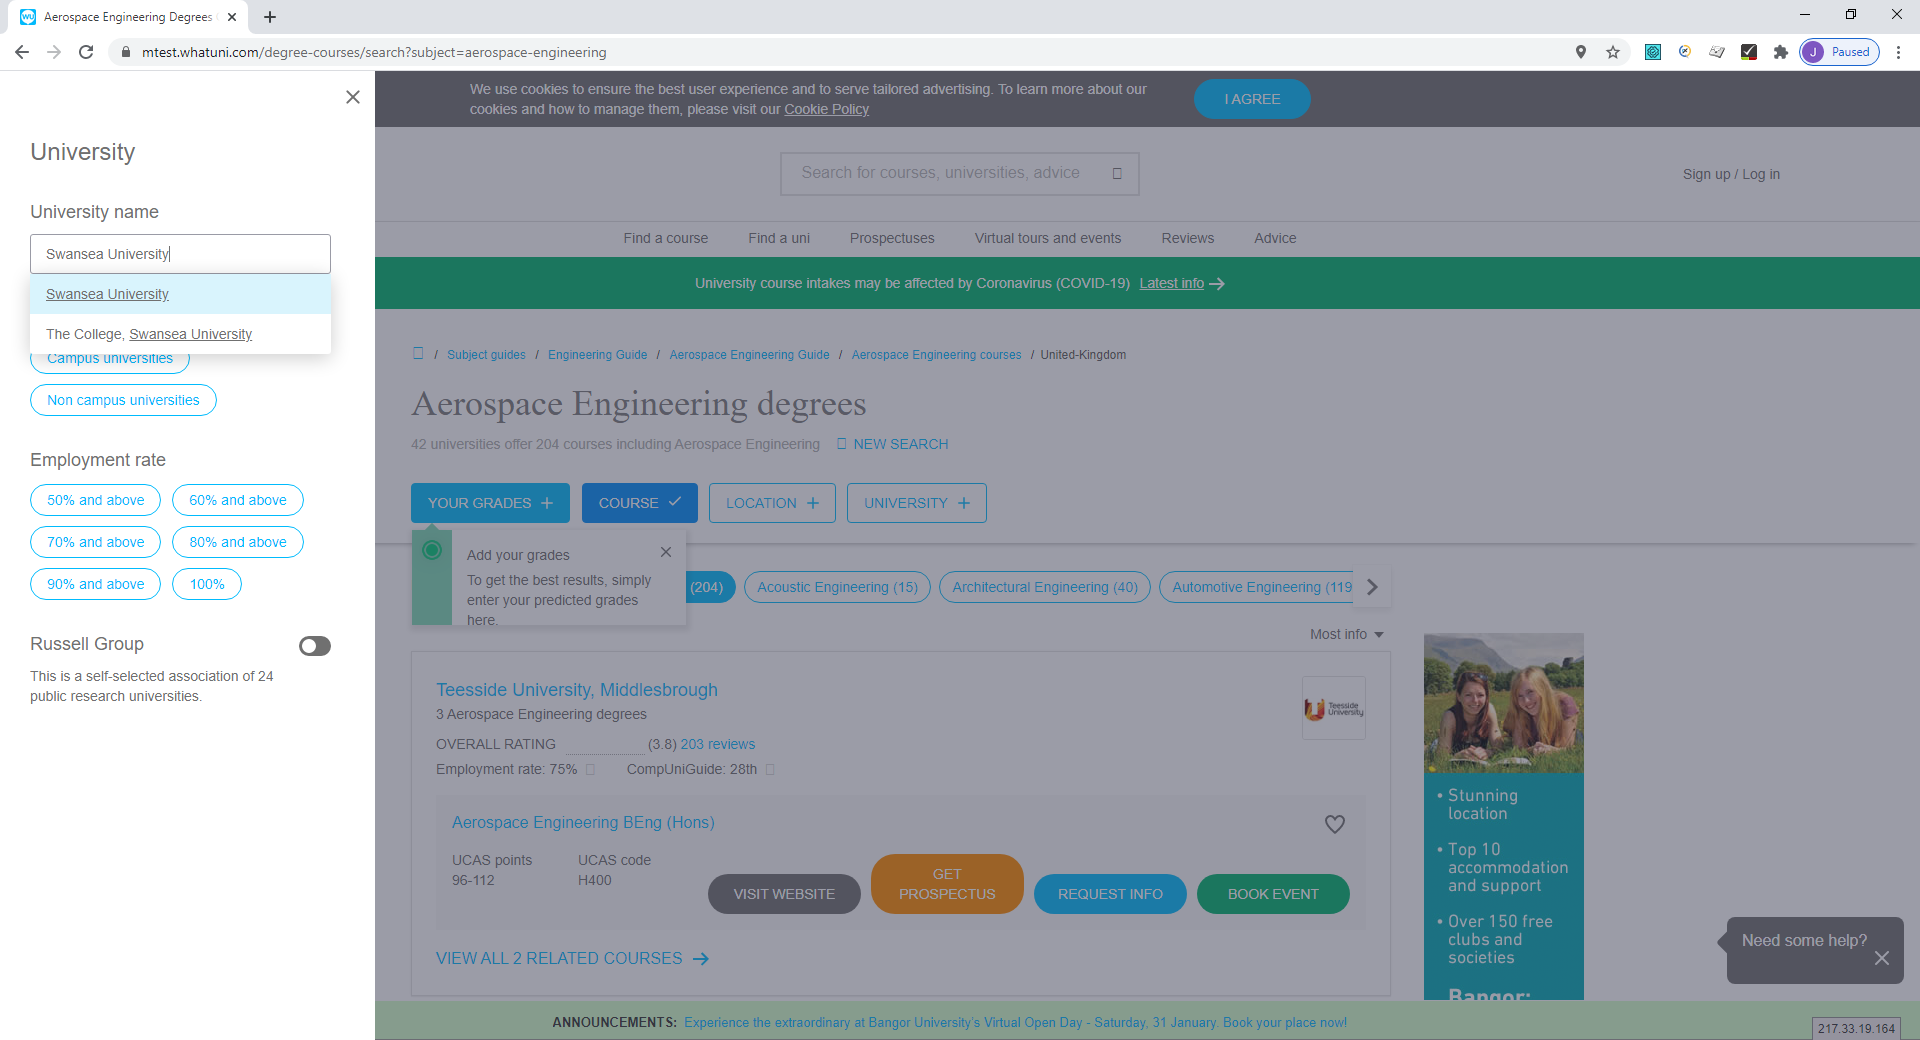 Aerospace Engineering Degrees
mtest.whatuni.com/degree-courses/search?subject=aerospace-engineering
J Paused
University
University name
Swansea University
Swansea University
The College, Swansea University
Campus universities
Non campus universities
Employment rate
50% and above
60% and above
70% and above
80% and above
90% and above
100%
Russell Group
This is a self-selected association of 24
public research universities.
We use cookies to ensure the best user experience and to serve tailored advertising. To learn more about our
cookies and how to manage them, please visit our Cookie Policy
I AGREE
Search for courses, universities, advice
Sign up / Log in
Find a course
Find a uni
Prospectuses
Virtual tours and events
Reviews
Advice
University course intakes may be affected by Coronavirus (COVID-19) Latest info
/ Subject guides / Engineering Guide / Aerospace Engineering Guide / Aerospace Engineering courses / United-Kingdom
Aerospace Engineering degrees
42 universities offer 204 courses including Aerospace Engineering
NEW SEARCH
YOUR GRADES
COURSE
LOCATION
UNIVERSITY
Add your grades
To get the best results, simply
enter your predicted grades
here.
(204)
Acoustic Engineering (15)
Architectural Engineering (40)
Automotive Engineering (119
Most info
Teesside University, Middlesbrough
3 Aerospace Engineering degrees
OVERALL RATING (3.8) 203 reviews
Employment rate: 75%
CompUniGuide: 28th
Teesside
University
Aerospace Engineering BEng (Hons)
UCAS points
96-112
UCAS code
H400
VISIT WEBSITE
GET
PROSPECTUS
REQUEST INFO
BOOK EVENT
VIEW ALL 2 RELATED COURSES
• Stunning
location
• Top 10
accommodation
and support
• Over 150 free
clubs and
societies
Bangor:
Need some help?
ANNOUNCEMENTS: Experience the extraordinary at Bangor University's Virtual Open Day - Saturday, 31 January. Book your place now!
217.33.19.164